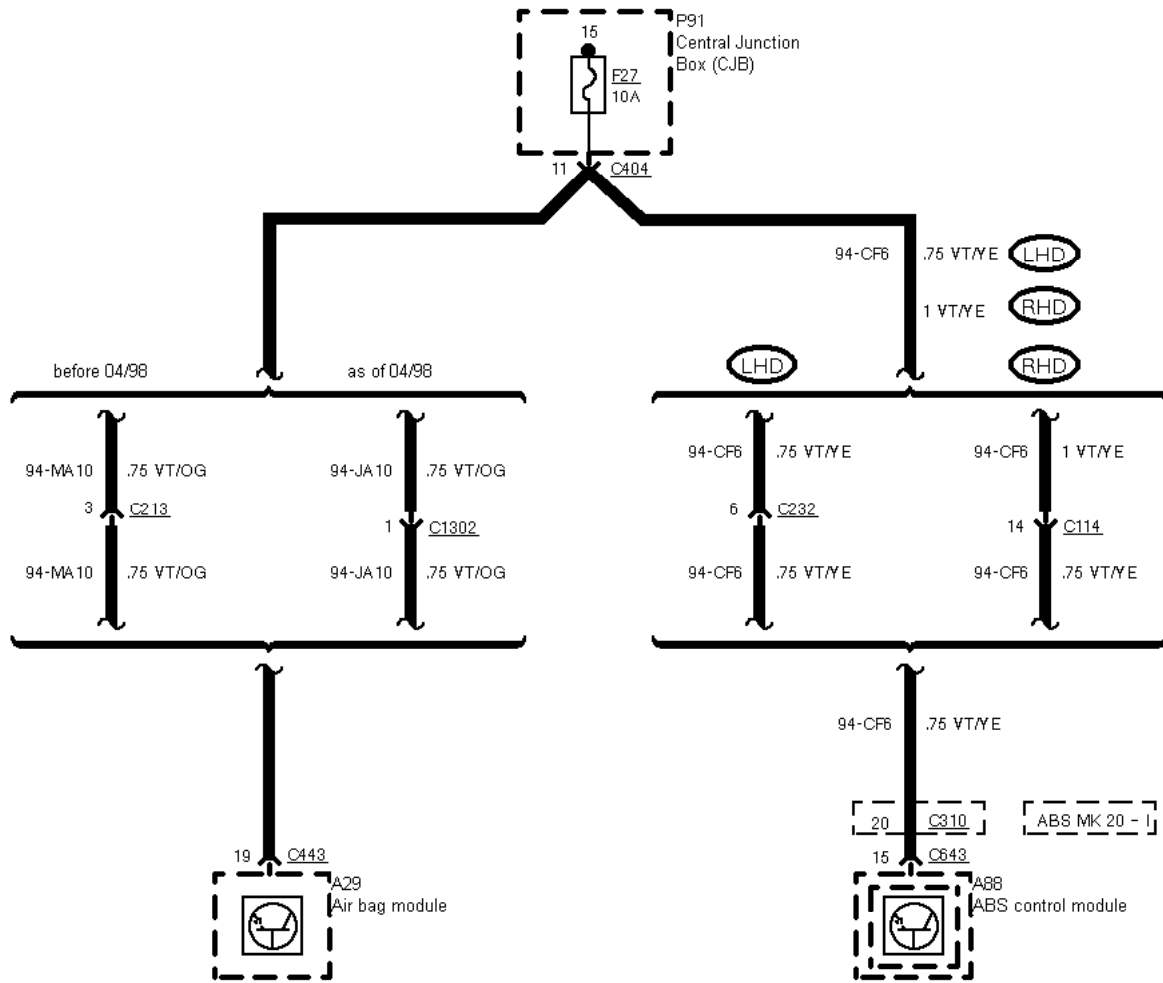 15
P91
Central Junction
Box (CJB)
F27
10A
11
C404
94-CF6
.75 VT/YE
LHD
1 VT/YE
RHD
before 04/98
as of 04/98
LHD
RHD
94-MA10
.75 VT/OG
94-JA10
.75 VT/OG
94-CF6
.75 VT/YE
94-CF6
1 VT/YE
3
C213
1
C1302
6
C232
14
C114
94-MA10
.75 VT/OG
94-JA10
.75 VT/OG
94-CF6
.75 VT/YE
94-CF6
.75 VT/YE
94-CF6
.75 VT/YE
20
C310
ABS MK 20 - I
19
C443
15
C643
A29
Air bag module
A88
ABS control module